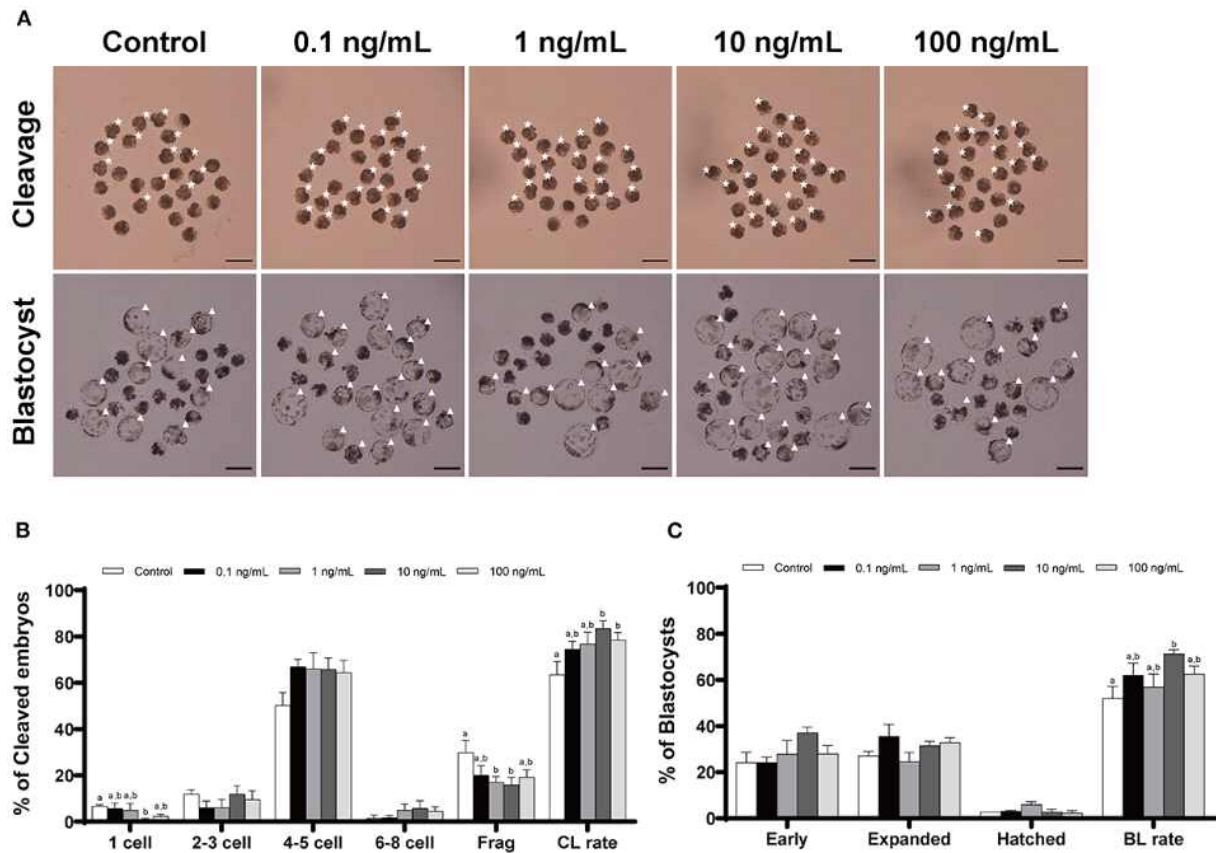 A
Control 0.1 ng/mL 1 ng/mL 10 ng/mL 100 ng/mL
Cleavage
Blastocyst
B
Control 0.1 ng/mL 1 ng/mL 10 ng/mL 100 ng/mL
% of Cleaved embryos
100
80
60
40
20
0
a a,b a,b b a,b
a a,b b b a,b
a a,b a,b b b
1 cell 2-3 cell 4-5 cell 6-8 cell Frag CL rate
C
Control 0.1 ng/mL 1 ng/mL 10 ng/mL 100 ng/mL
% of Blastocysts
100
80
60
40
20
0
a a,b a,b b a,b
Early Expanded Hatched BL rate